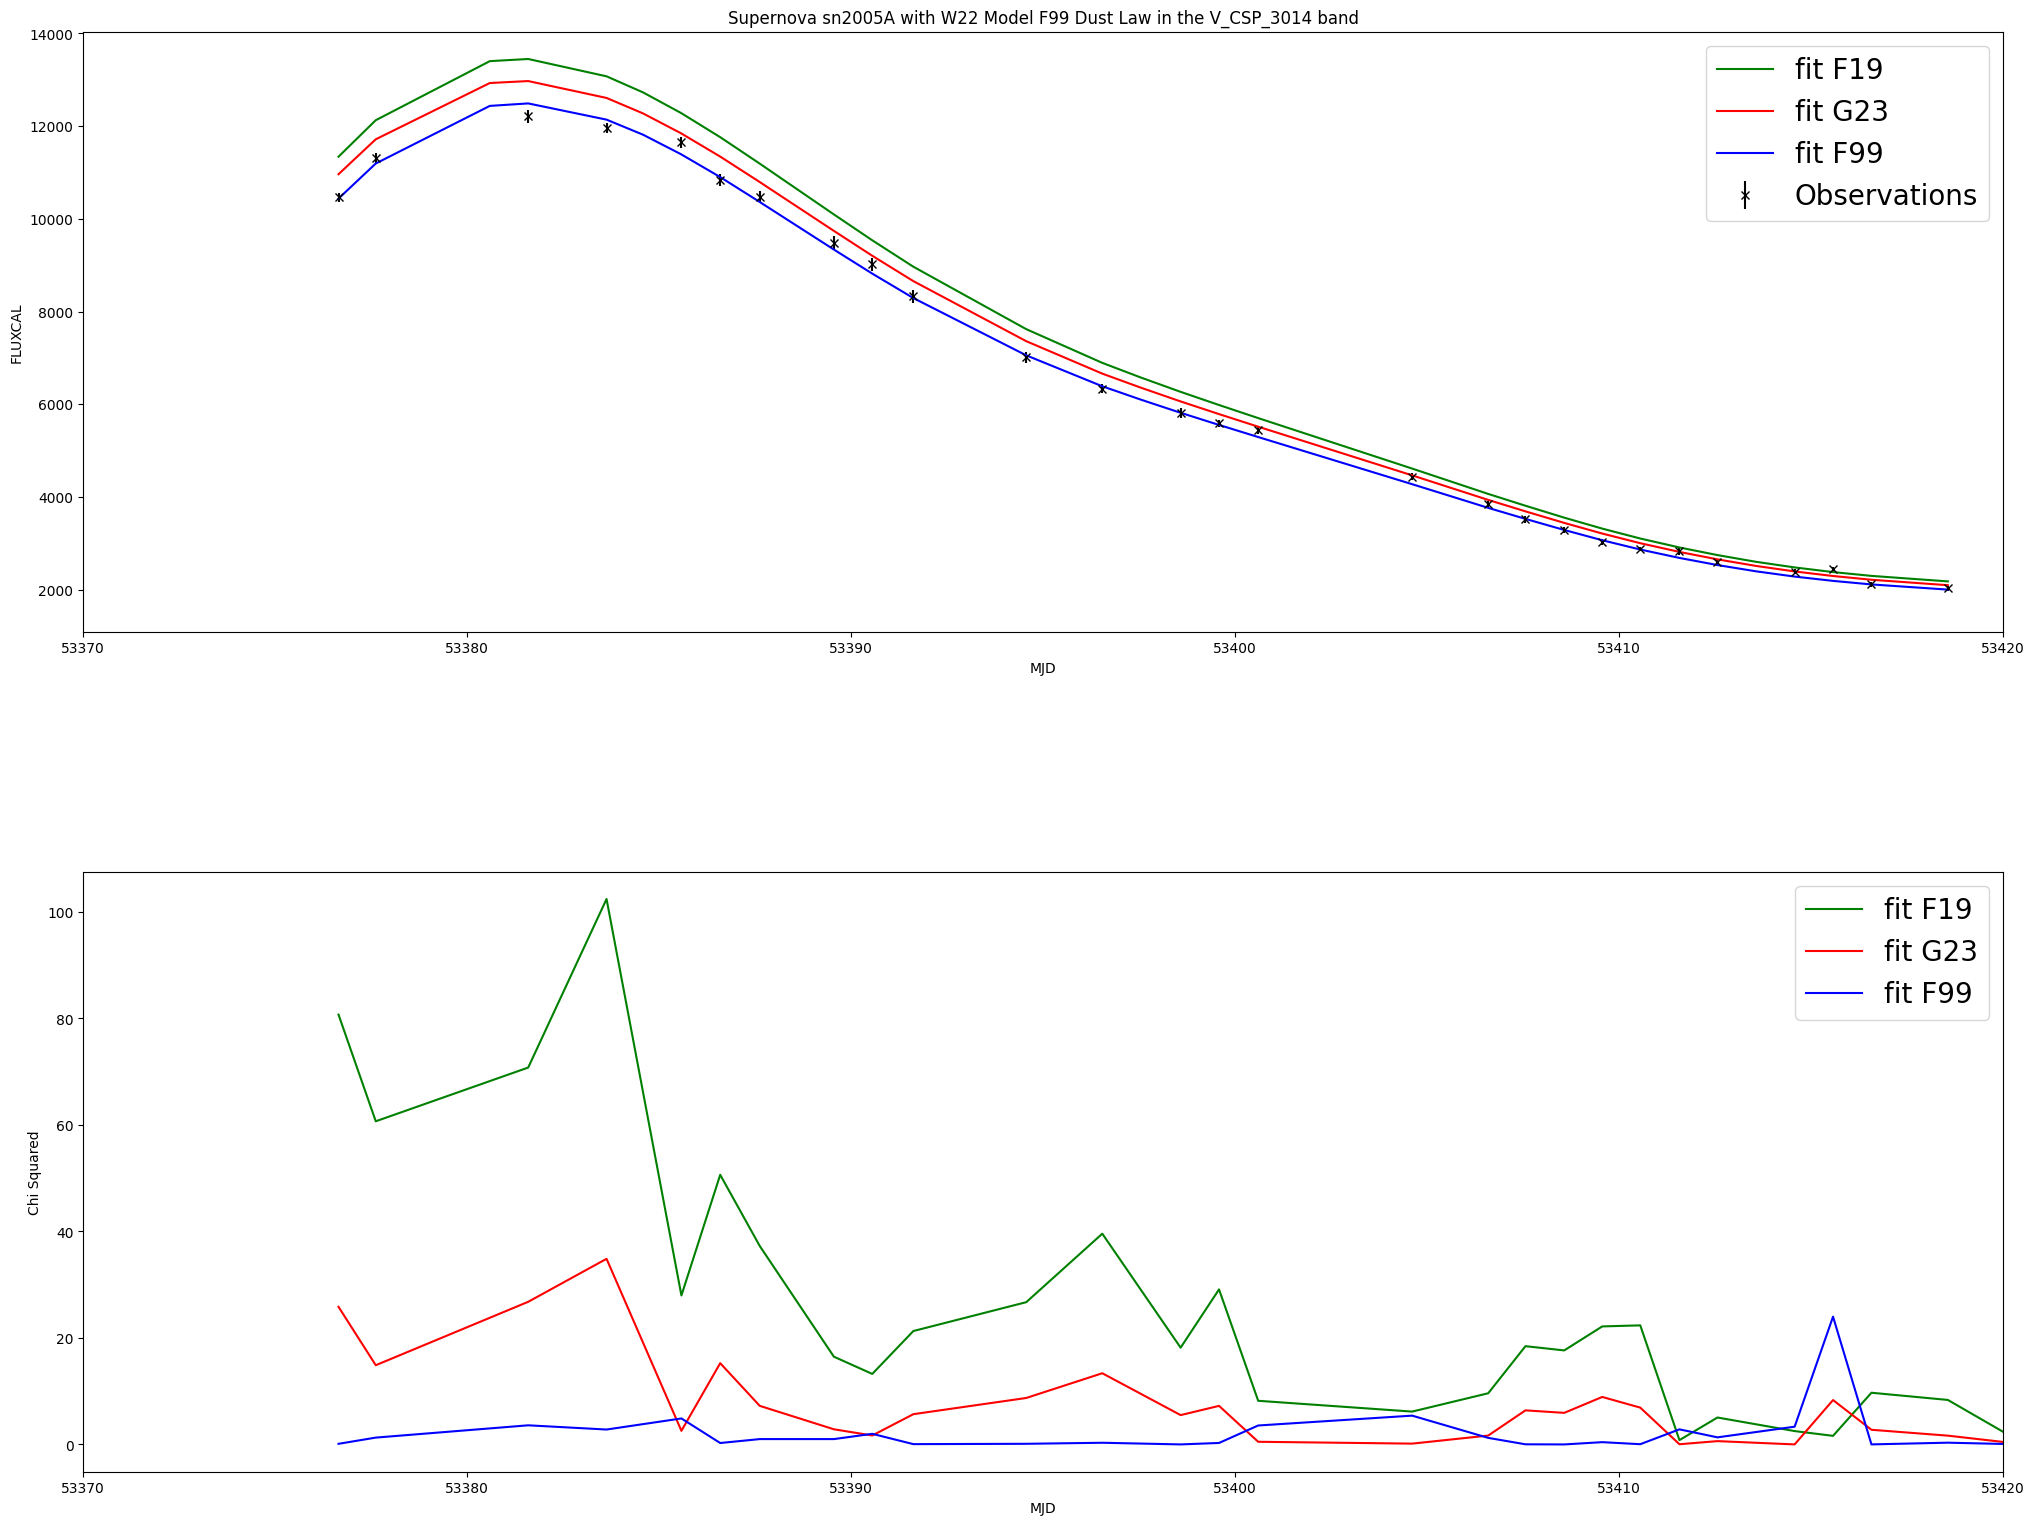 Supernova sn2005A with W22 Model F99 Dust Law in the V_CSP_3014 band
14000
12000
10000
8000
6000
4000
2000
FLUXCAL
fit F19
fit G23
fit F99
Observations
53370
53380
53390
53400
53410
53420
MJD
100
80
60
40
20
0
Chi Squared
fit F19
fit G23
fit F99
53370
53380
53390
53400
53410
53420
MJD